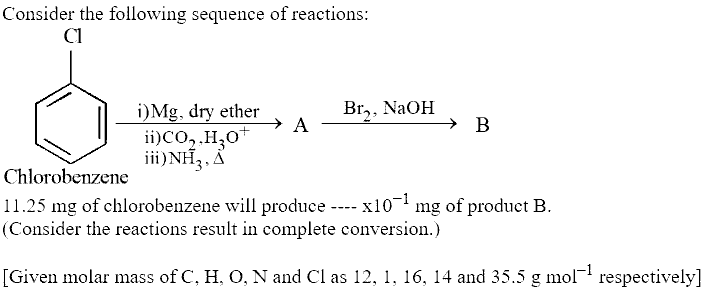 Consider the following sequence of reactions:
Cl
i)Mg, dry ether
ii)CO₂,H₃O⁺
iii)NH₃, Δ
A
Br₂, NaOH
B
Chlorobenzene
11.25 mg of chlorobenzene will produce ---- x10⁻¹ mg of product B.
(Consider the reactions result in complete conversion.)
[Given molar mass of C, H, O, N and Cl as 12, 1, 16, 14 and 35.5 g mol⁻¹ respectively]